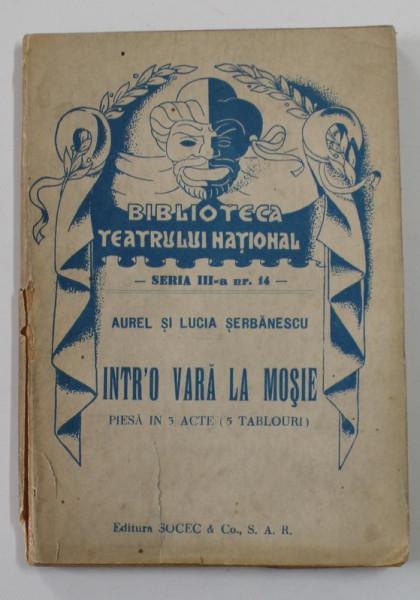 BIBLIOTECA
TEATRULUI NAȚIONAL
— SERIA III-a nr. 14 —
AUREL ȘI LUCIA ȘERBĂNESCU
INTR'O VARĂ LA MOȘIE
PIESĂ IN 3 ACTE (5 TABLOURI)
Editura SOCEC & Co., S. A. R.